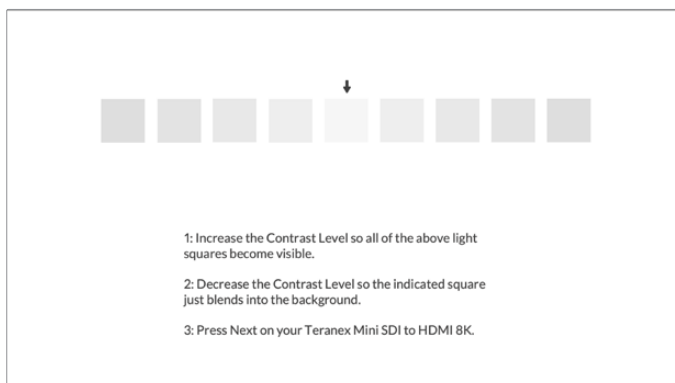 1: Increase the Contrast Level so all of the above light
squares become visible.
2: Decrease the Contrast Level so the indicated square
just blends into the background.
3: Press Next on your Teranex Mini SDI to HDMI 8K.